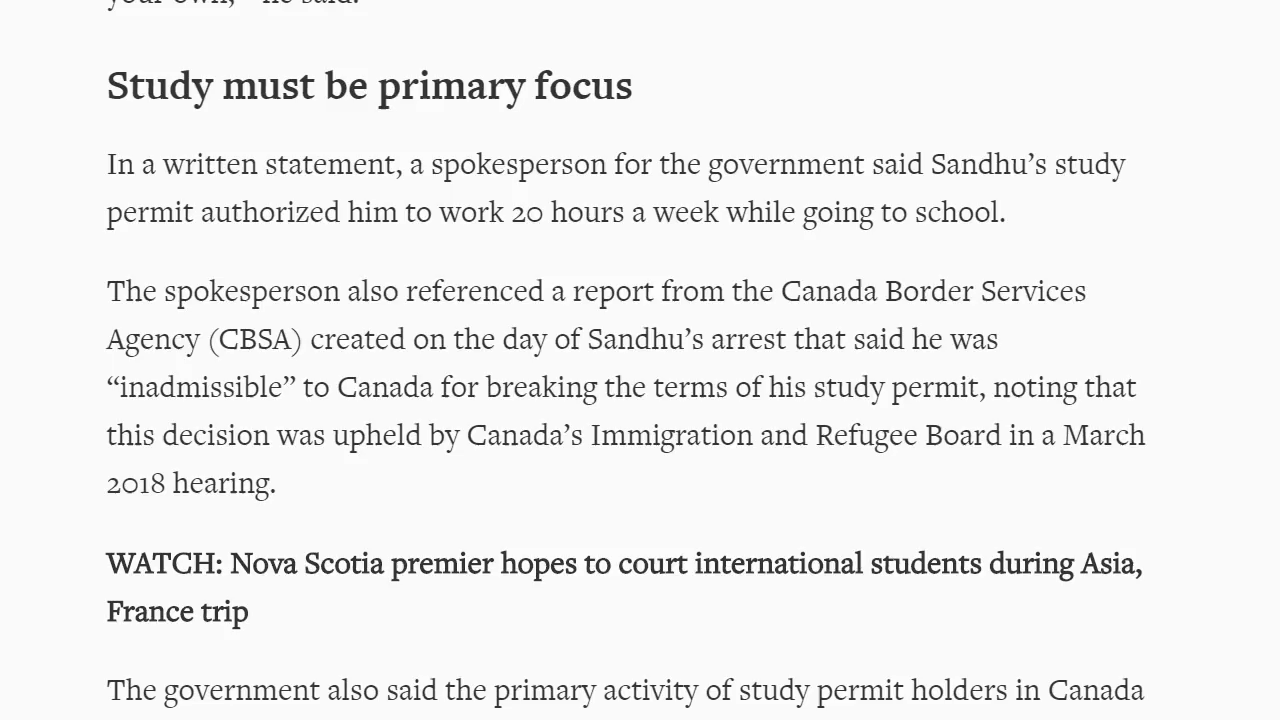 your own,” he said.
Study must be primary focus
In a written statement, a spokesperson for the government said Sandhu’s study
permit authorized him to work 20 hours a week while going to school.
The spokesperson also referenced a report from the Canada Border Services
Agency (CBSA) created on the day of Sandhu’s arrest that said he was
“inadmissible” to Canada for breaking the terms of his study permit, noting that
this decision was upheld by Canada’s Immigration and Refugee Board in a March
2018 hearing.
WATCH: Nova Scotia premier hopes to court international students during Asia,
France trip
The government also said the primary activity of study permit holders in Canada